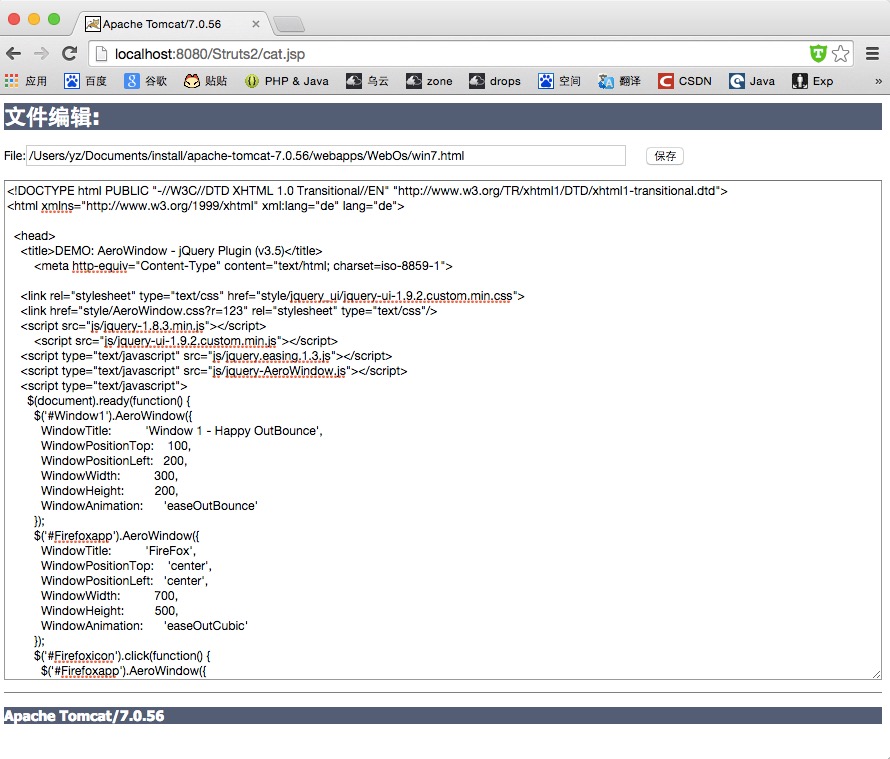 Apache Tomcat/7.0.56
localhost:8080/Struts2/cat.jsp
应用 百度 谷歌 贴贴 PHP & Java 乌云 zone drops 空间 翻译 CSDN Java Exp »
文件编辑:
File: /Users/yz/Documents/install/apache-tomcat-7.0.56/webapps/WebOs/win7.html 保存
<!DOCTYPE html PUBLIC "-//W3C//DTD XHTML 1.0 Transitional//EN" "http://www.w3.org/TR/xhtml1/DTD/xhtml1-transitional.dtd">
<html xmlns="http://www.w3.org/1999/xhtml" xml:lang="de" lang="de">
<head>
<title>DEMO: AeroWindow - jQuery Plugin (v3.5)</title>
<meta http-equiv="Content-Type" content="text/html; charset=iso-8859-1">
<link rel="stylesheet" type="text/css" href="style/jquery_ui/jquery-ui-1.9.2.custom.min.css">
<link href="style/AeroWindow.css?r=123" rel="stylesheet" type="text/css"/>
<script src="js/jquery-1.8.3.min.js"></script>
<script src="js/jquery-ui-1.9.2.custom.min.js"></script>
<script type="text/javascript" src="js/jquery.easing.1.3.js"></script>
<script type="text/javascript" src="js/jquery-AeroWindow.js"></script>
<script type="text/javascript">
$(document).ready(function() {
$('#Window1').AeroWindow({
WindowTitle: 'Window 1 - Happy OutBounce',
WindowPositionTop: 100,
WindowPositionLeft: 200,
WindowWidth: 300,
WindowHeight: 200,
WindowAnimation: 'easeOutBounce'
});
$('#Firefoxapp').AeroWindow({
WindowTitle: 'FireFox',
WindowPositionTop: 'center',
WindowPositionLeft: 'center',
WindowWidth: 700,
WindowHeight: 500,
WindowAnimation: 'easeOutCubic'
});
$('#Firefoxicon').click(function() {
$('#Firefoxapp').AeroWindow({
Apache Tomcat/7.0.56